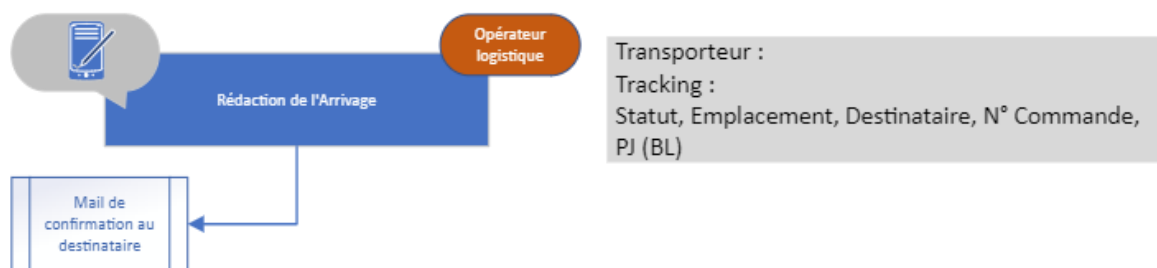 Opérateur
logistique
Rédaction de l'Arrivage
Transporteur :
Tracking :
Statut, Emplacement, Destinataire, N° Commande,
PJ (BL)
Mail de
confirmation au
destinataire